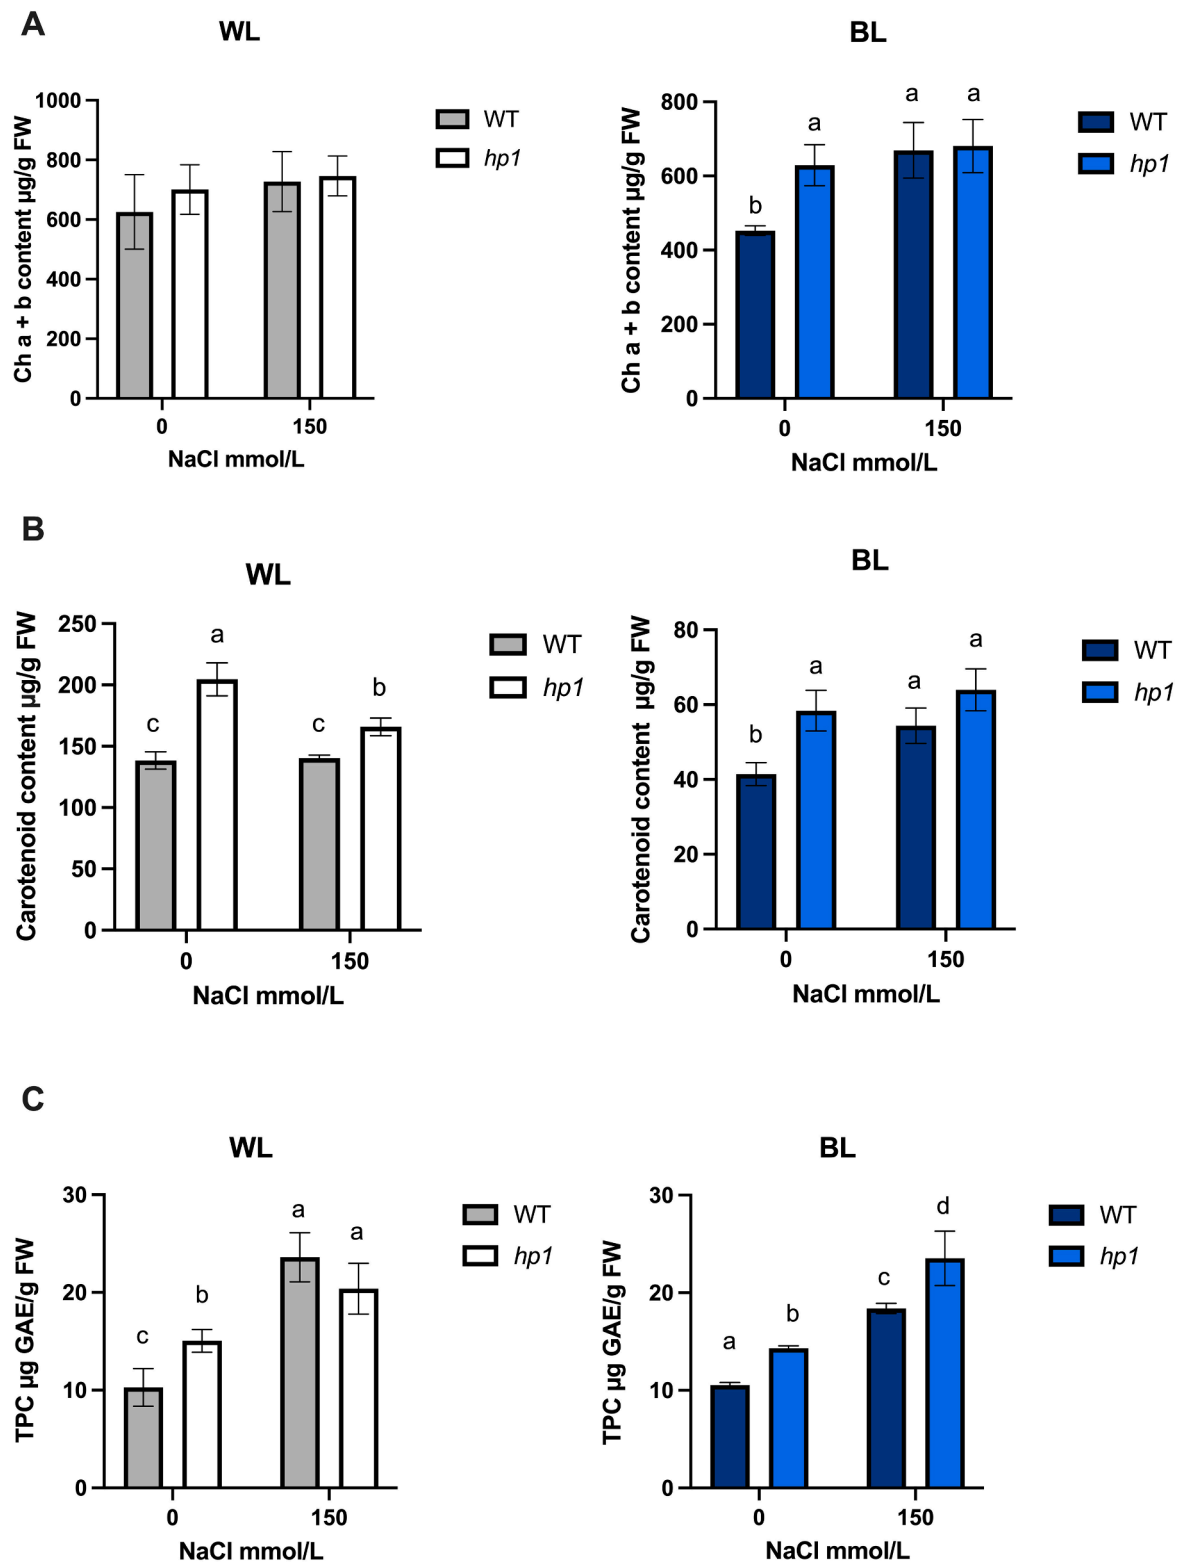 A
WL
BL
1000
800
600
400
200
0
Ch a + b content µg/g FW
0
150
NaCl mmol/L
WT
hp1
800
600
400
200
0
Ch a + b content µg/g FW
b
a
a
a
0
150
NaCl mmol/L
WT
hp1
B
WL
BL
250
200
150
100
50
0
Carotenoid content µg/g FW
c
a
c
b
0
150
NaCl mmol/L
WT
hp1
80
60
40
20
0
Carotenoid content µg/g FW
b
a
a
a
0
150
NaCl mmol/L
WT
hp1
C
WL
BL
30
20
10
0
TPC µg GAE/g FW
c
b
a
a
0
150
NaCl mmol/L
WT
hp1
30
20
10
0
TPC µg GAE/g FW
a
b
c
d
0
150
NaCl mmol/L
WT
hp1